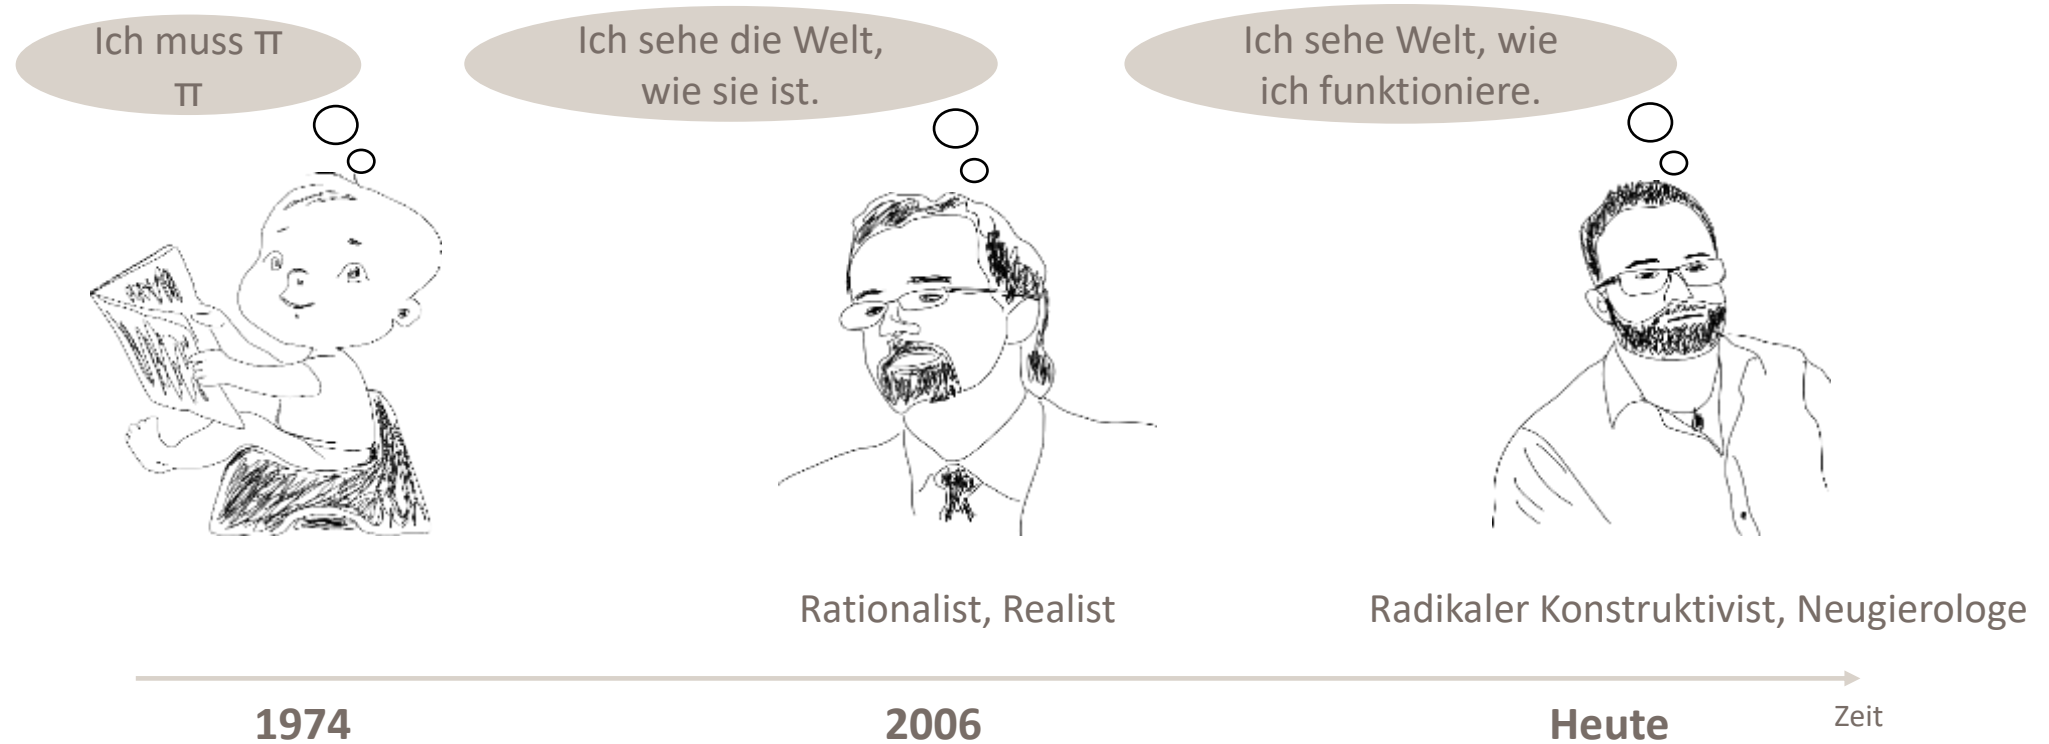 Ich muss π
π
Ich sehe die Welt,
wie sie ist.
Ich sehe Welt, wie
ich funktioniere.
Rationalist, Realist
Radikaler Konstruktivist, Neugierologe
1974
2006
Heute
Zeit